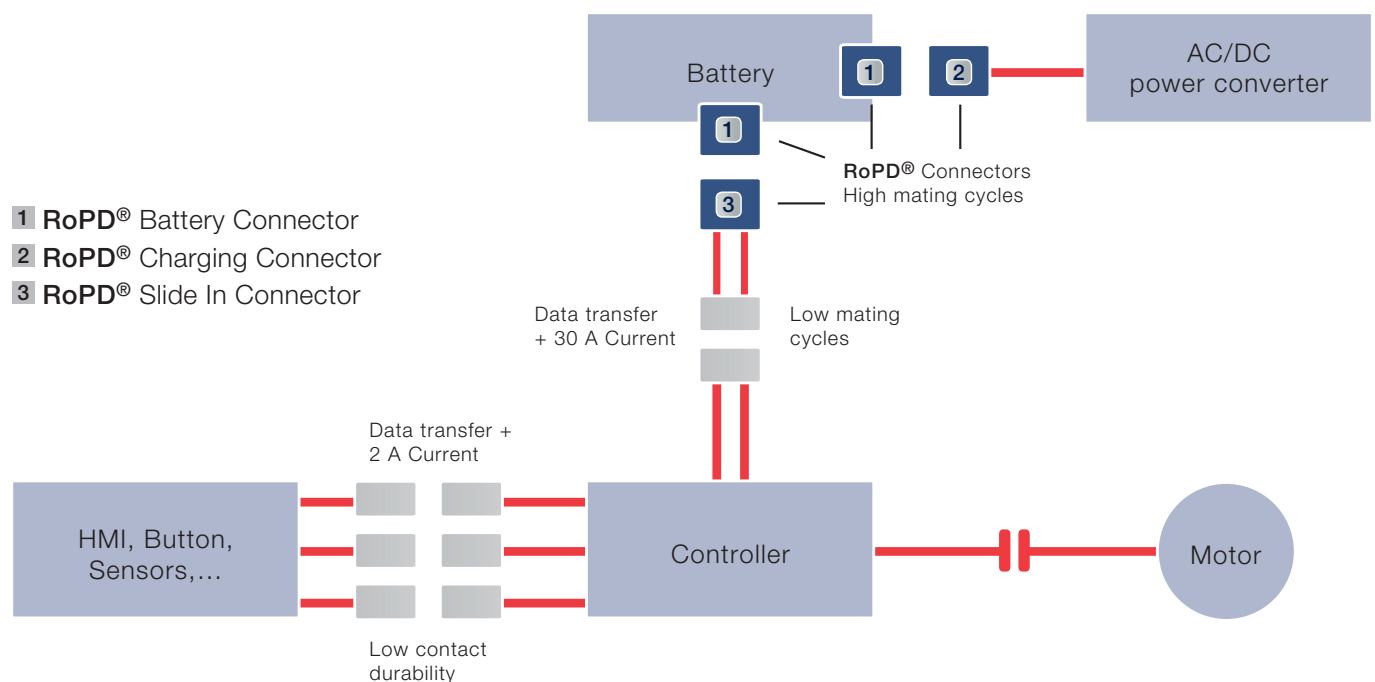 Battery
1
2
AC/DC
power converter
1
RoPD® Connectors
High mating cycles
3
1 RoPD® Battery Connector
2 RoPD® Charging Connector
3 RoPD® Slide In Connector
Data transfer
+ 30 A Current
Low mating
cycles
Data transfer +
2 A Current
HMI, Button,
Sensors,...
Controller
Motor
Low contact
durability